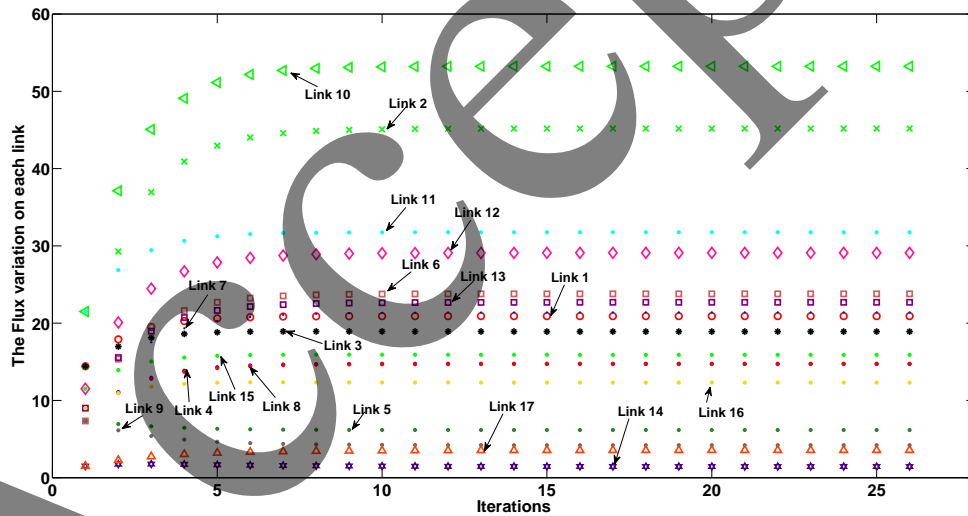 60
50
40
30
20
10
0
The Flux variation on each link
Link 10
Link 2
Link 11
Link 12
Link 7
Link 6
Link 13
Link 1
Link 3
Link 9
Link 4
Link 15
Link 8
Link 5
Link 17
Link 14
Link 16
0 5 10 15 20 25
Iterations
ccep